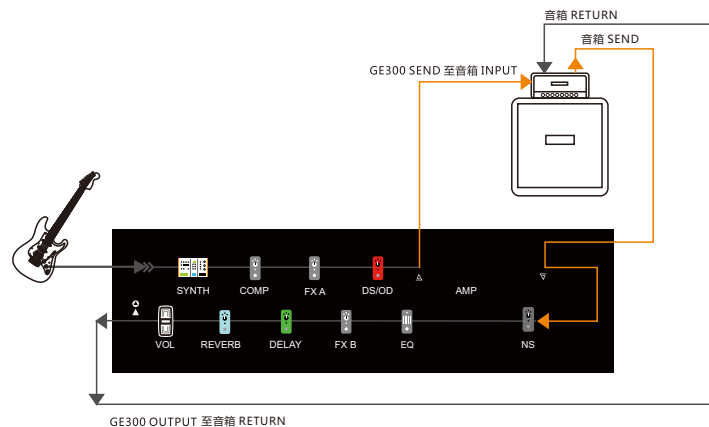 音箱 RETURN
音箱 SEND
GE300 SEND 至音箱 INPUT
SYNTH COMP FX A DS/OD AMP
VOL REVERB DELAY FX B EQ NS
GE300 OUTPUT 至音箱 RETURN